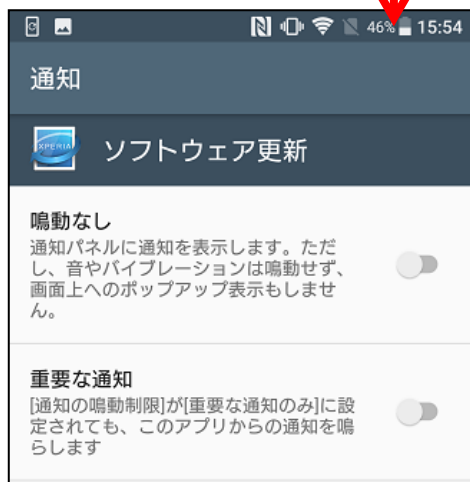 46% 15:54
通知
XPERIA
ソフトウェア更新
鳴動なし
通知パネルに通知を表示します。ただ
し、音やバイブレーションは鳴動せず、
画面上へのポップアップ表示もしませ
ん。
重要な通知
[通知の鳴動制限]が[重要な通知のみ]に設
定されても、このアプリからの通知を鳴
らします